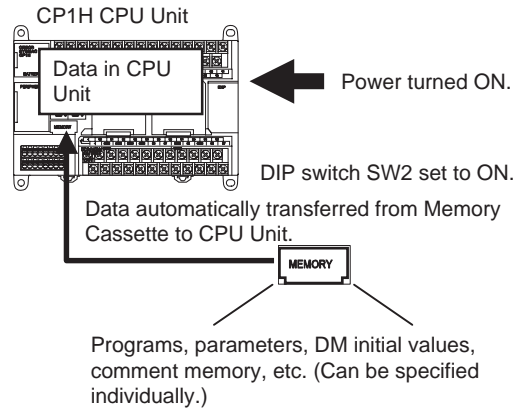 CP1H CPU Unit
Data in CPU
Unit
MEMORY
Power turned ON.
DIP switch SW2 set to ON.
Data automatically transferred from Memory
Cassette to CPU Unit.
MEMORY
Programs, parameters, DM initial values,
comment memory, etc. (Can be specified
individually.)